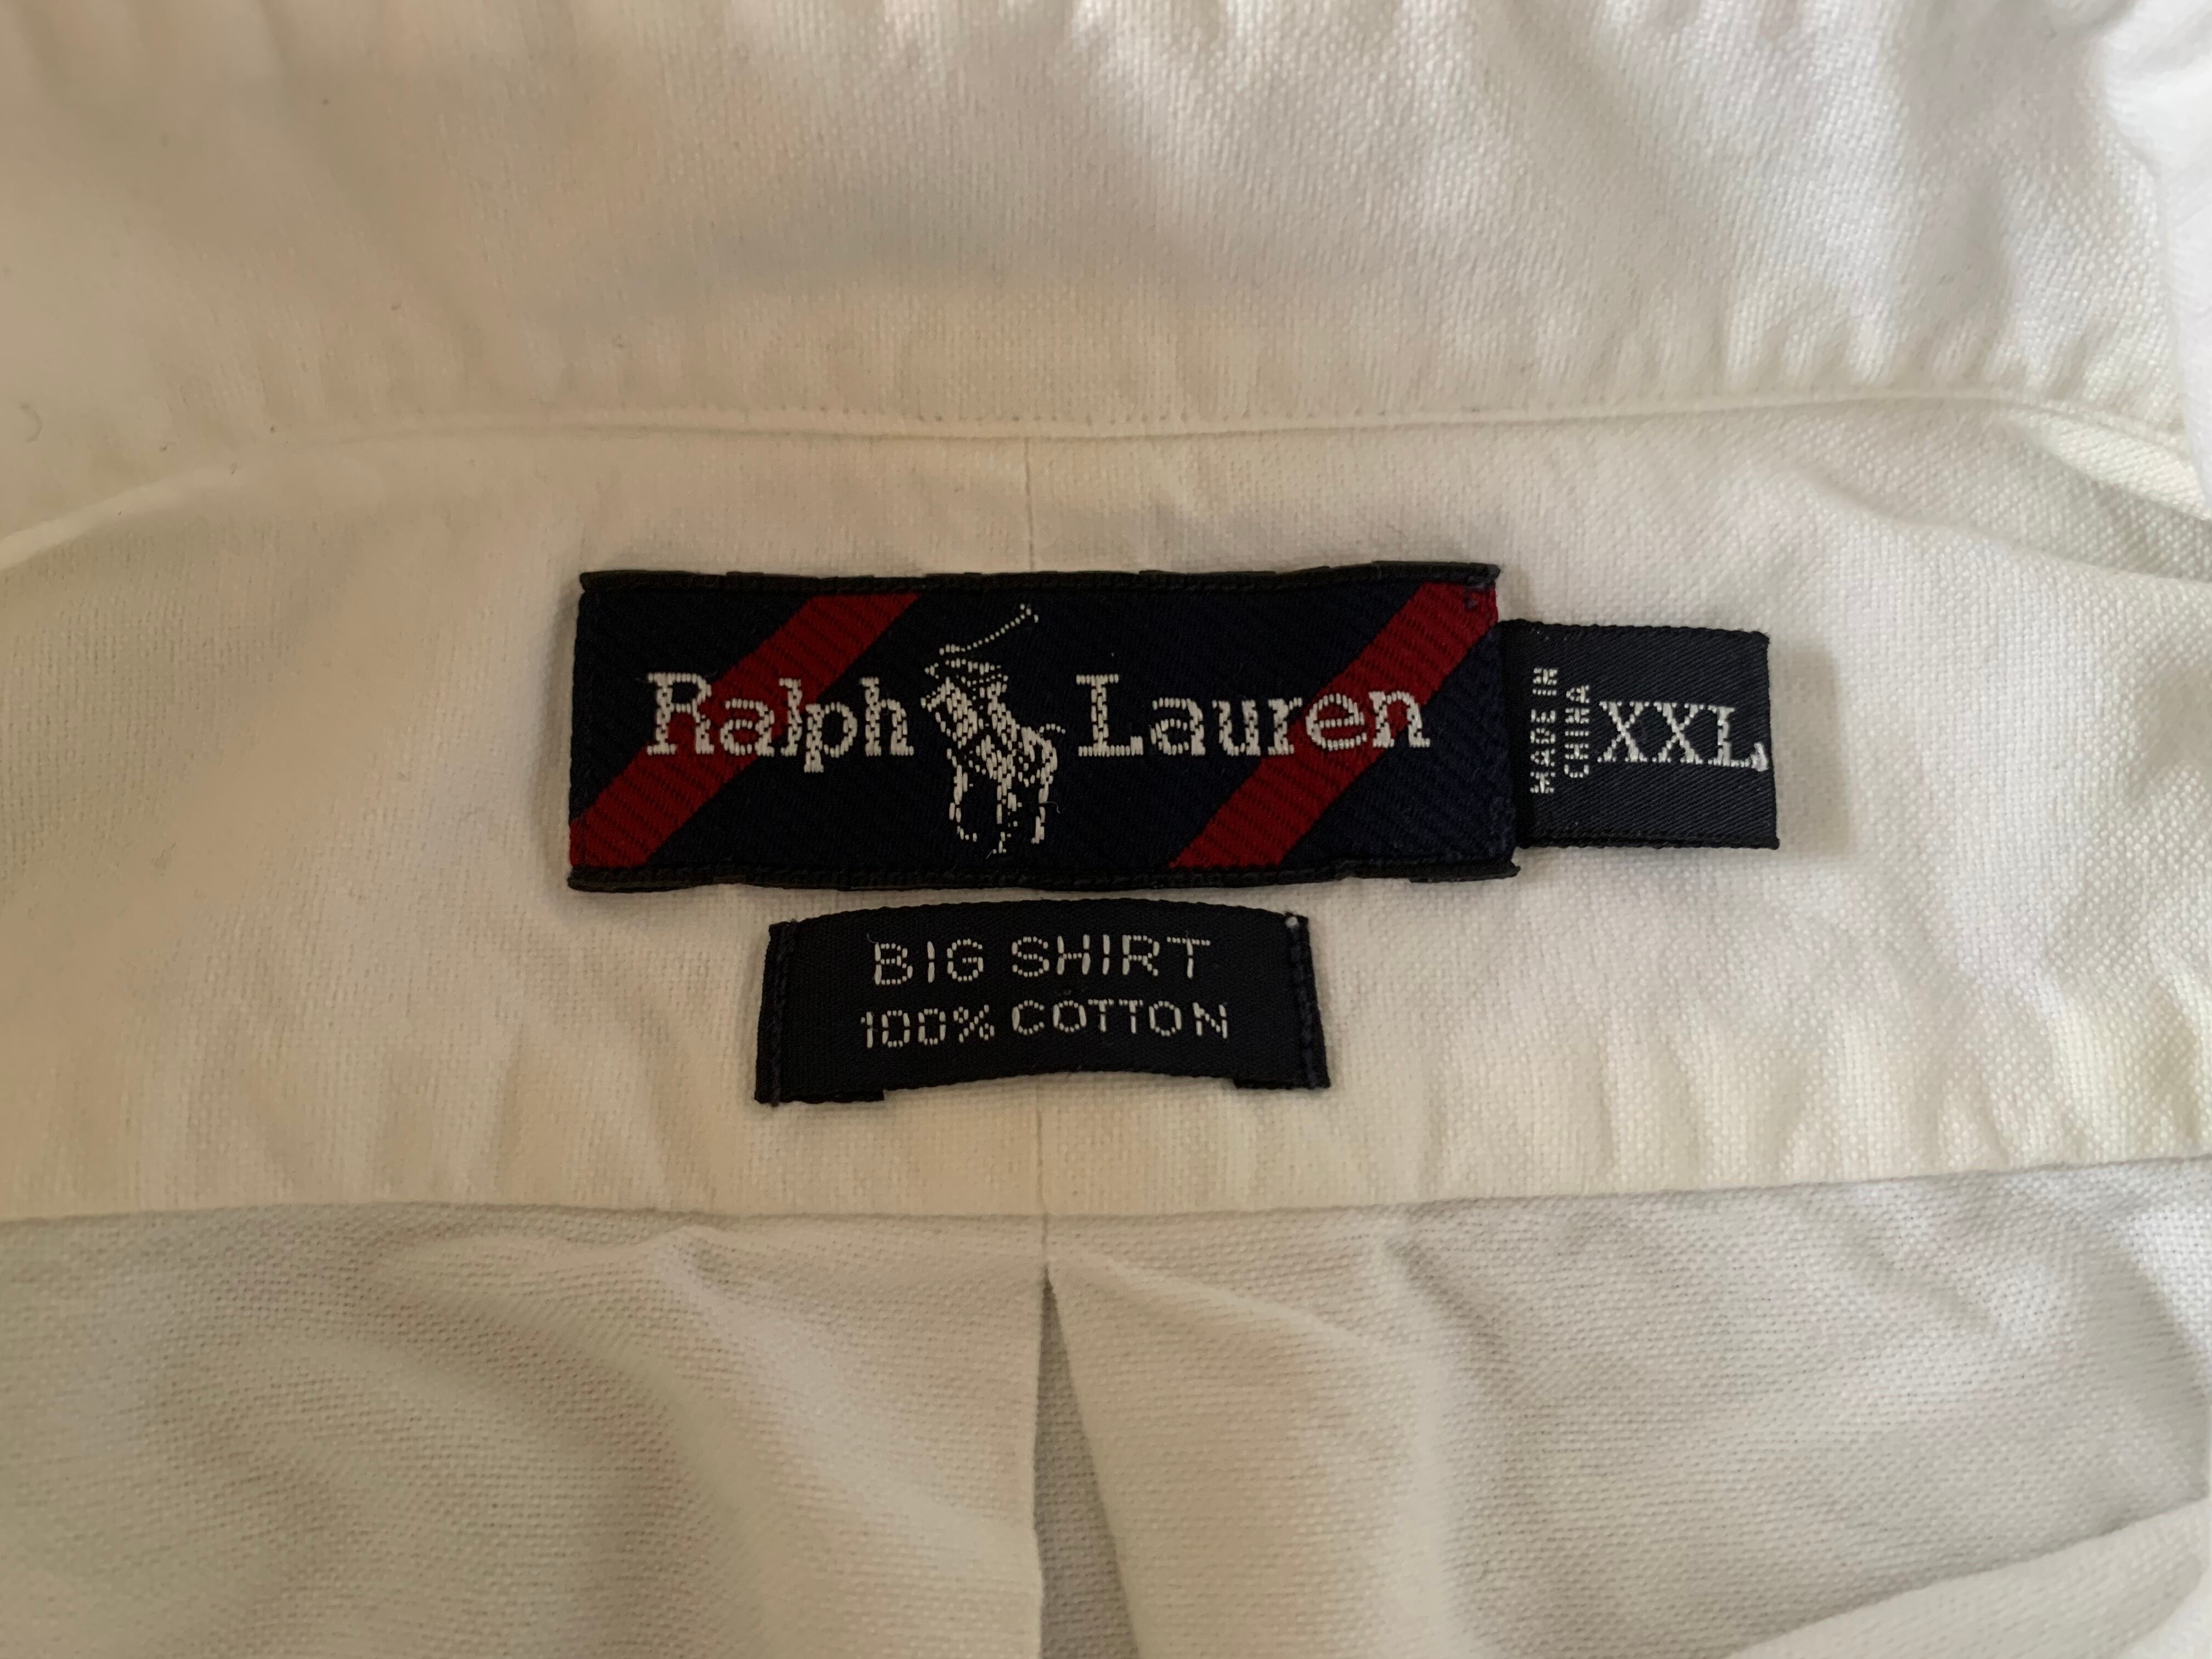 Ralph Lauren
MADE IN
CHINA
XXL
BIG SHIRT
100% COTTON